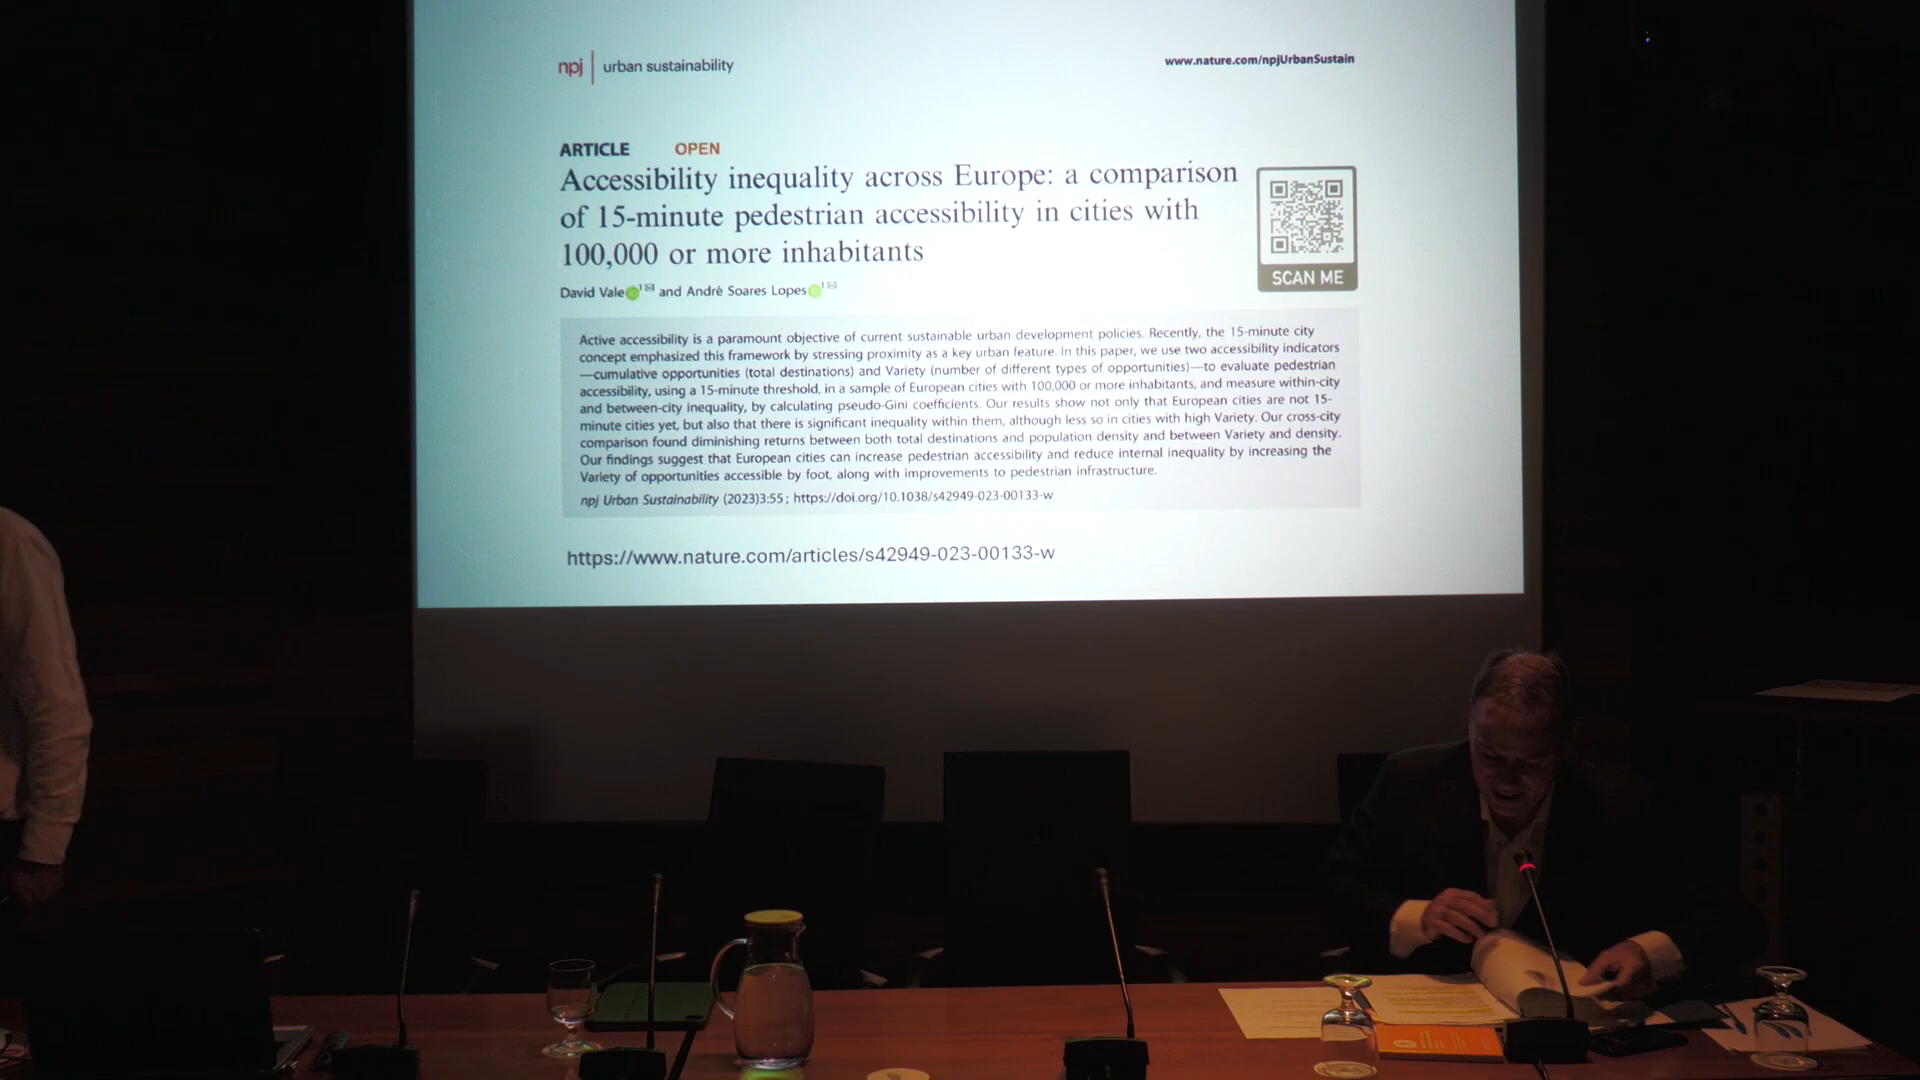 npj | urban sustainability
www.nature.com/npjUrbanSustain
ARTICLE OPEN
Accessibility inequality across Europe: a comparison
of 15-minute pedestrian accessibility in cities with
100,000 or more inhabitants
SCAN ME
David Vale 1✉ and André Soares Lopes 1✉
Active accessibility is a paramount objective of current sustainable urban development policies. Recently, the 15-minute city
concept emphasized this framework by stressing proximity as a key urban feature. In this paper, we use two accessibility indicators
—cumulative opportunities (total destinations) and Variety (number of different types of opportunities)—to evaluate pedestrian
accessibility, using a 15-minute threshold, in a sample of European cities with 100,000 or more inhabitants, and measure within-city
and between-city inequality, by calculating pseudo-Gini coefficients. Our results show not only that European cities are not 15-
minute cities yet, but also that there is significant inequality within them, although less so in cities with high Variety. Our cross-city
comparison found diminishing returns between both total destinations and population density and between Variety and density.
Our findings suggest that European cities can increase pedestrian accessibility and reduce internal inequality by increasing the
Variety of opportunities accessible by foot, along with improvements to pedestrian infrastructure.
npj Urban Sustainability (2023)3:55; https://doi.org/10.1038/s42949-023-00133-w
https://www.nature.com/articles/s42949-023-00133-w